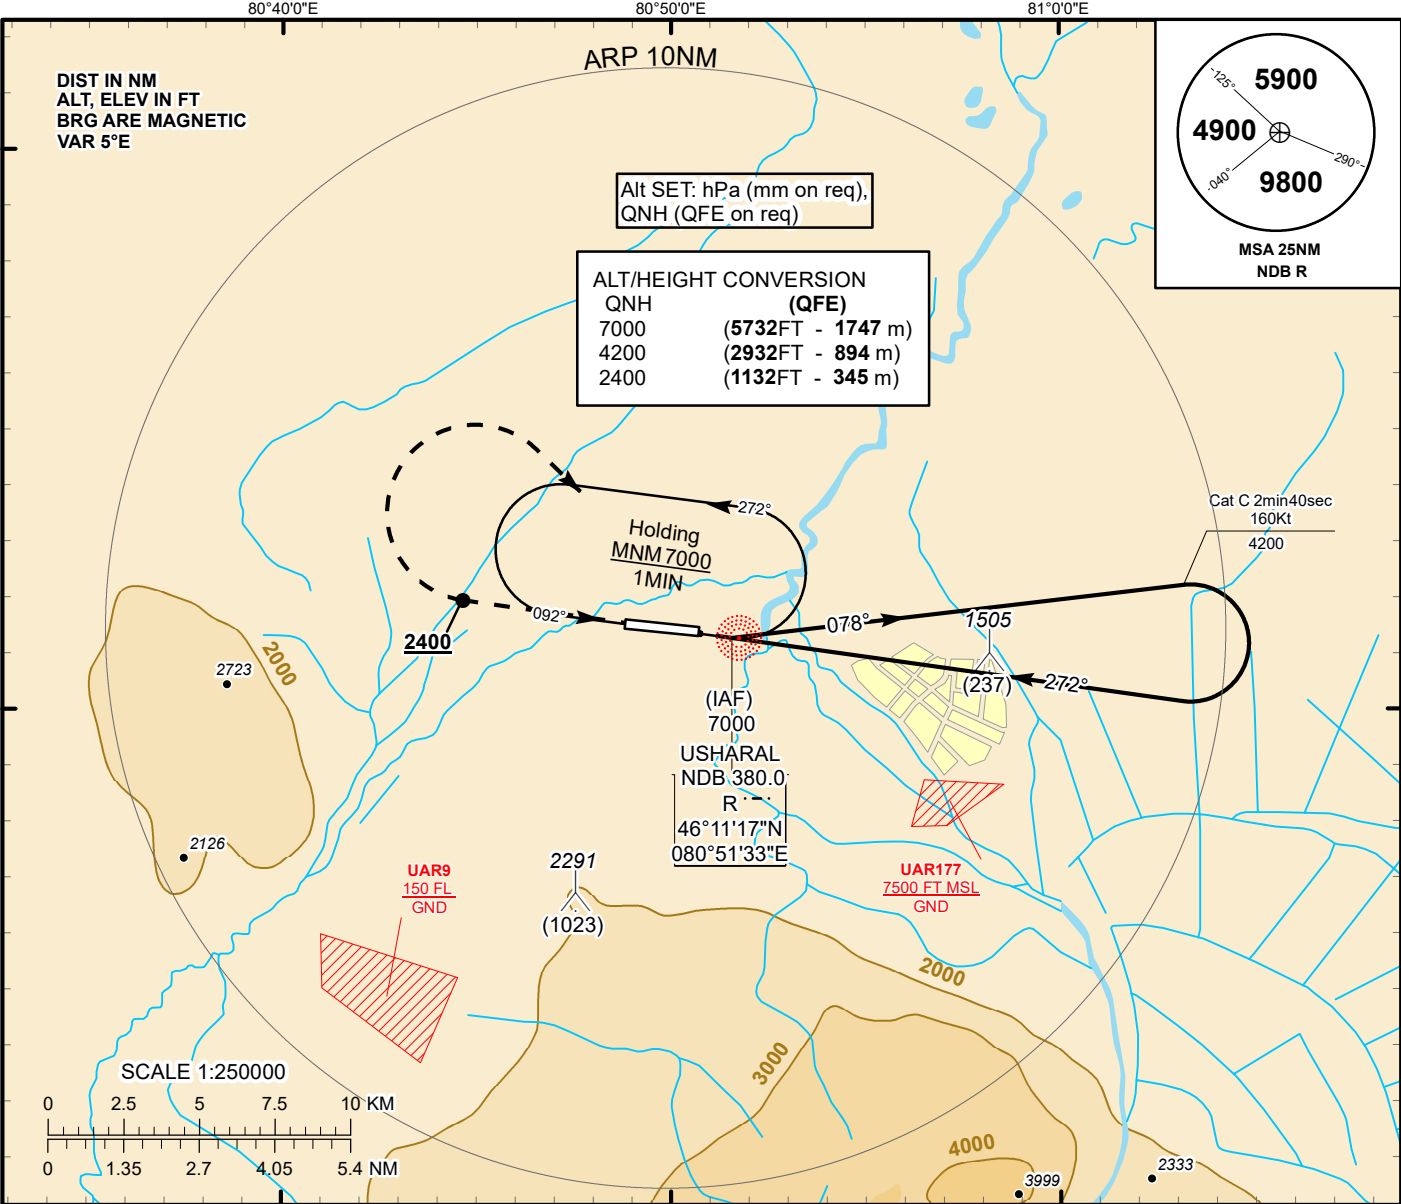 80°40'0"E
80°50'0"E
81°0'0"E
ARP 10NM
DIST IN NM
ALT, ELEV IN FT
BRG ARE MAGNETIC
VAR 5°E
Alt SET: hPa (mm on req),
QNH (QFE on req)
ALT/HEIGHT CONVERSION
QNH (QFE)
7000 (5732FT - 1747 m)
4200 (2932FT - 894 m)
2400 (1132FT - 345 m)
-125°
5900
4900
290°
-040°
9800
MSA 25NM
NDB R
272°
Holding
MNM 7000
1MIN
092°
2400
Cat C 2min40sec
160Kt
4200
078°
1505
(237)
272°
(IAF)
7000
USHARAL
NDB 380.0
R ·-·
46°11'17"N
080°51'33"E
2723
2000
2126
UAR9
150 FL
GND
2291
(1023)
UAR177
7500 FT MSL
GND
2000
3000
4000
3999
2333
SCALE 1:250000
0 2.5 5 7.5 10 KM
0 1.35 2.7 4.05 5.4 NM